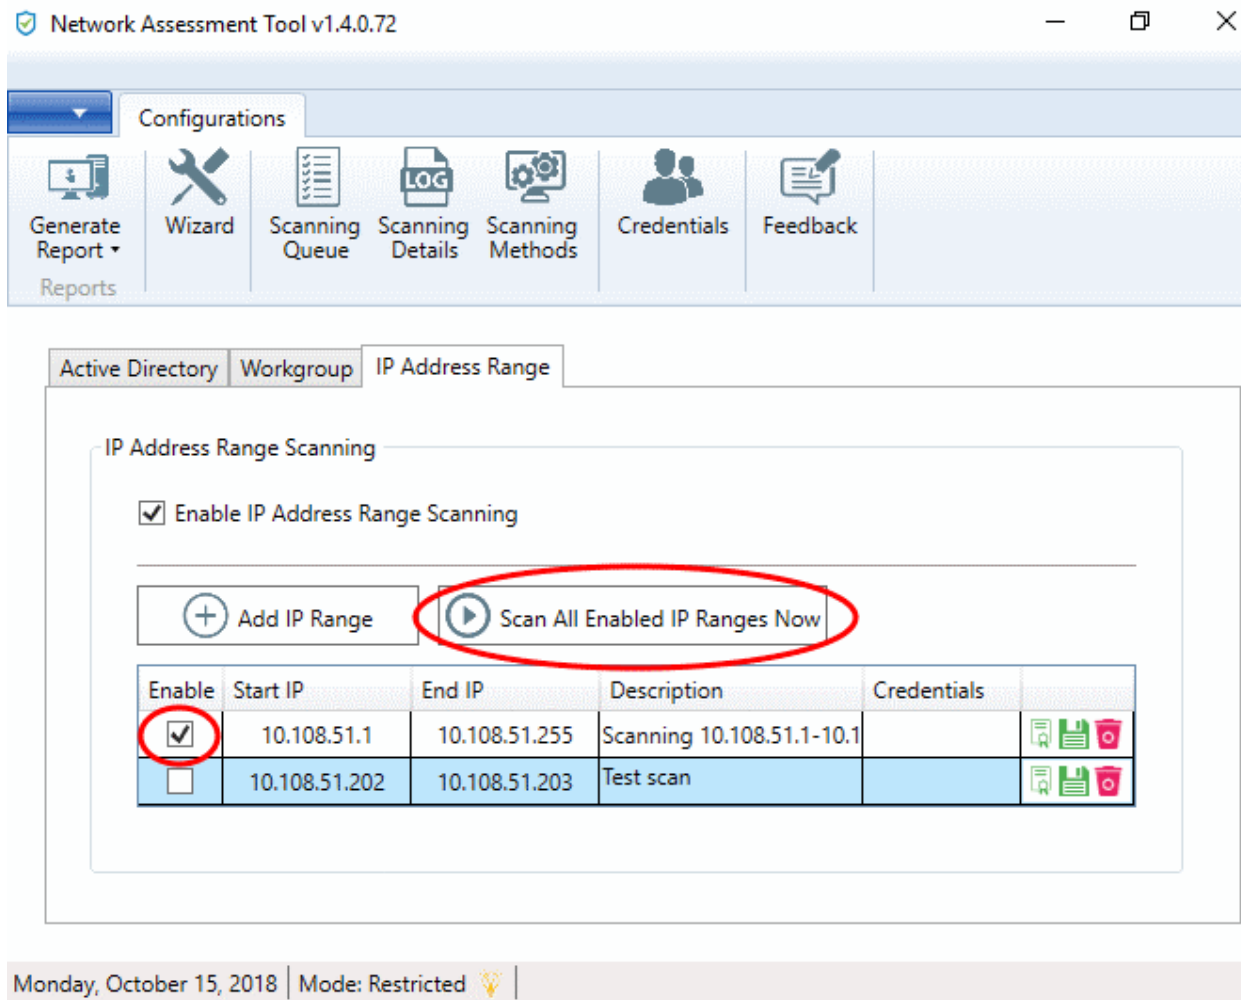 Network Assessment Tool v1.4.0.72
Configurations
Generate Report
Wizard
Scanning Queue
LOG
Scanning Details
Scanning Methods
Credentials
Feedback
Reports
Active Directory Workgroup IP Address Range
IP Address Range Scanning
Enable IP Address Range Scanning
Add IP Range Scan All Enabled IP Ranges Now
Enable Start IP End IP Description Credentials
10.108.51.1 10.108.51.255 Scanning 10.108.51.1-10.1
10.108.51.202 10.108.51.203 Test scan
Monday, October 15, 2018 Mode: Restricted